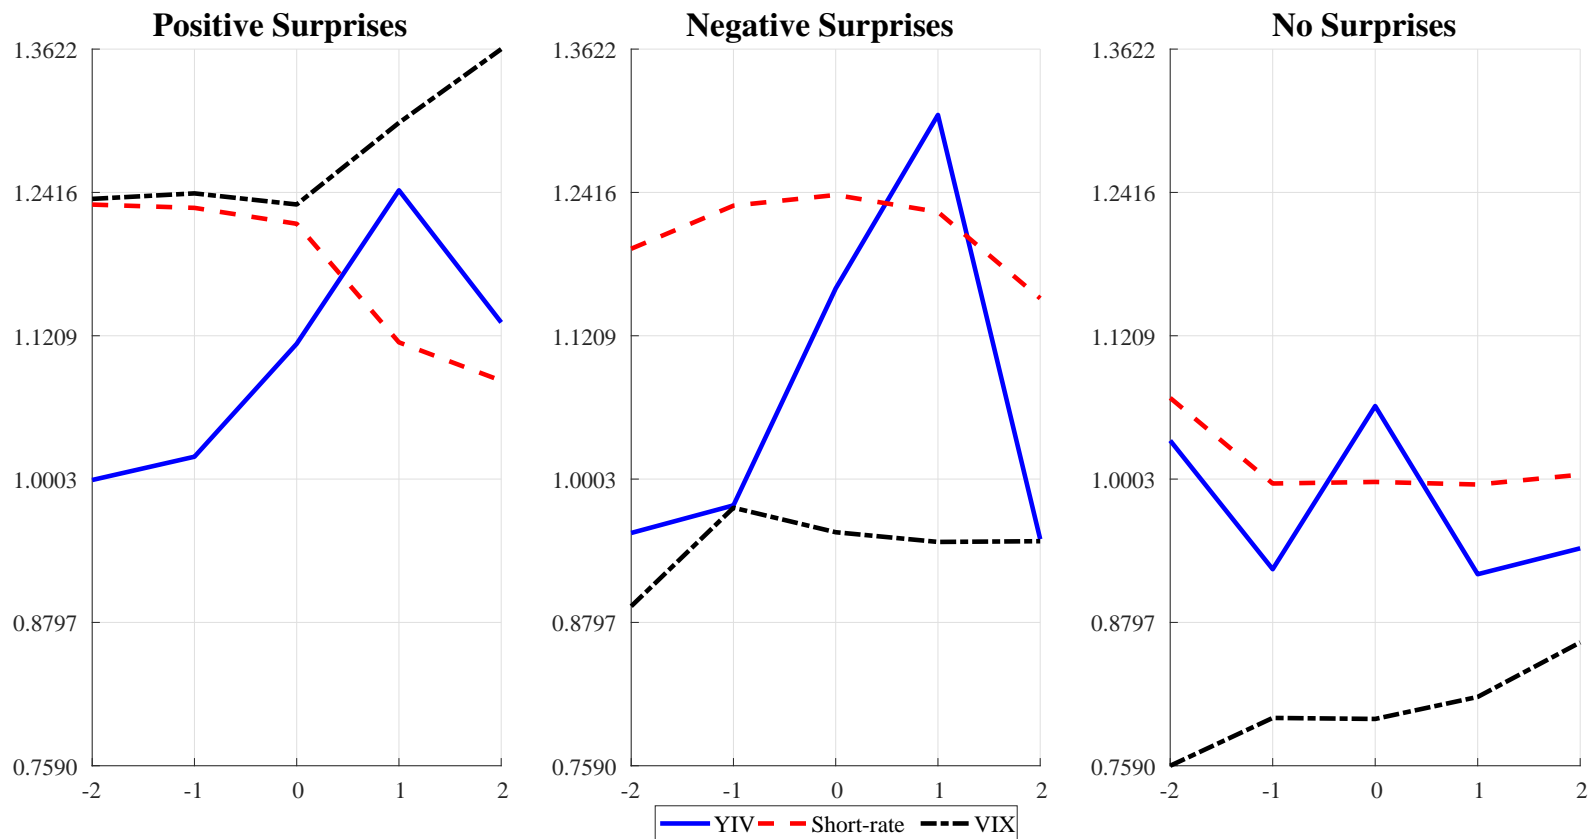 Positive Surprises
1.3622
1.2416
1.1209
1.0003
0.8797
0.7590
-2 -1 0 1 2
Negative Surprises
1.3622
1.2416
1.1209
1.0003
0.8797
0.7590
-2 -1 0 1 2
No Surprises
1.3622
1.2416
1.1209
1.0003
0.8797
0.7590
-2 -1 0 1 2
YIV Short-rate VIX